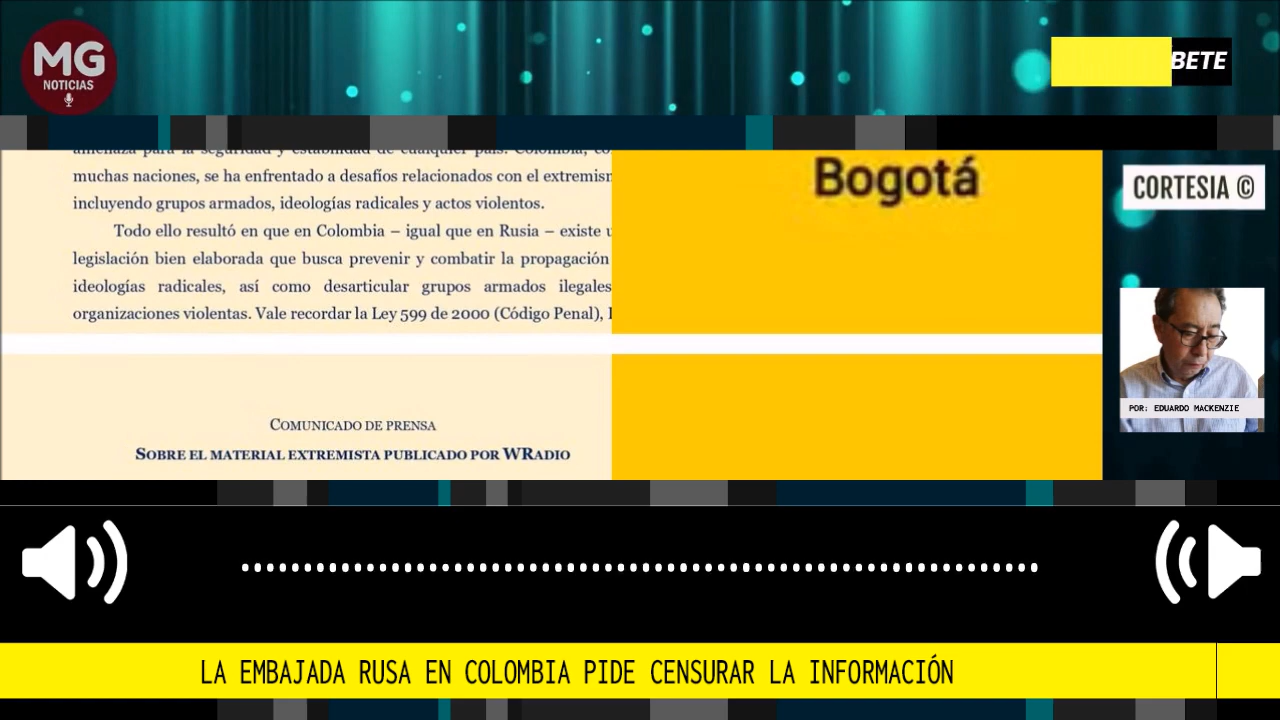 MG
NOTICIAS
BETE
amenaza para la seguridad y estabilidad de cualquier país. Colombia, co
muchas naciones, se ha enfrentado a desafíos relacionados con el extremism
incluyendo grupos armados, ideologías radicales y actos violentos.
Todo ello resultó en que en Colombia – igual que en Rusia – existe u
legislación bien elaborada que busca prevenir y combatir la propagación
ideologías radicales, así como desarticular grupos armados ilegales
organizaciones violentas. Vale recordar la Ley 599 de 2000 (Código Penal),
COMUNICADO DE PRENSA
SOBRE EL MATERIAL EXTREMISTA PUBLICADO POR WRADIO
Bogotá
CORTESIA ©
POR: EDUARDO MACKENZIE
LA EMBAJADA RUSA EN COLOMBIA PIDE CENSURAR LA INFORMACIÓN